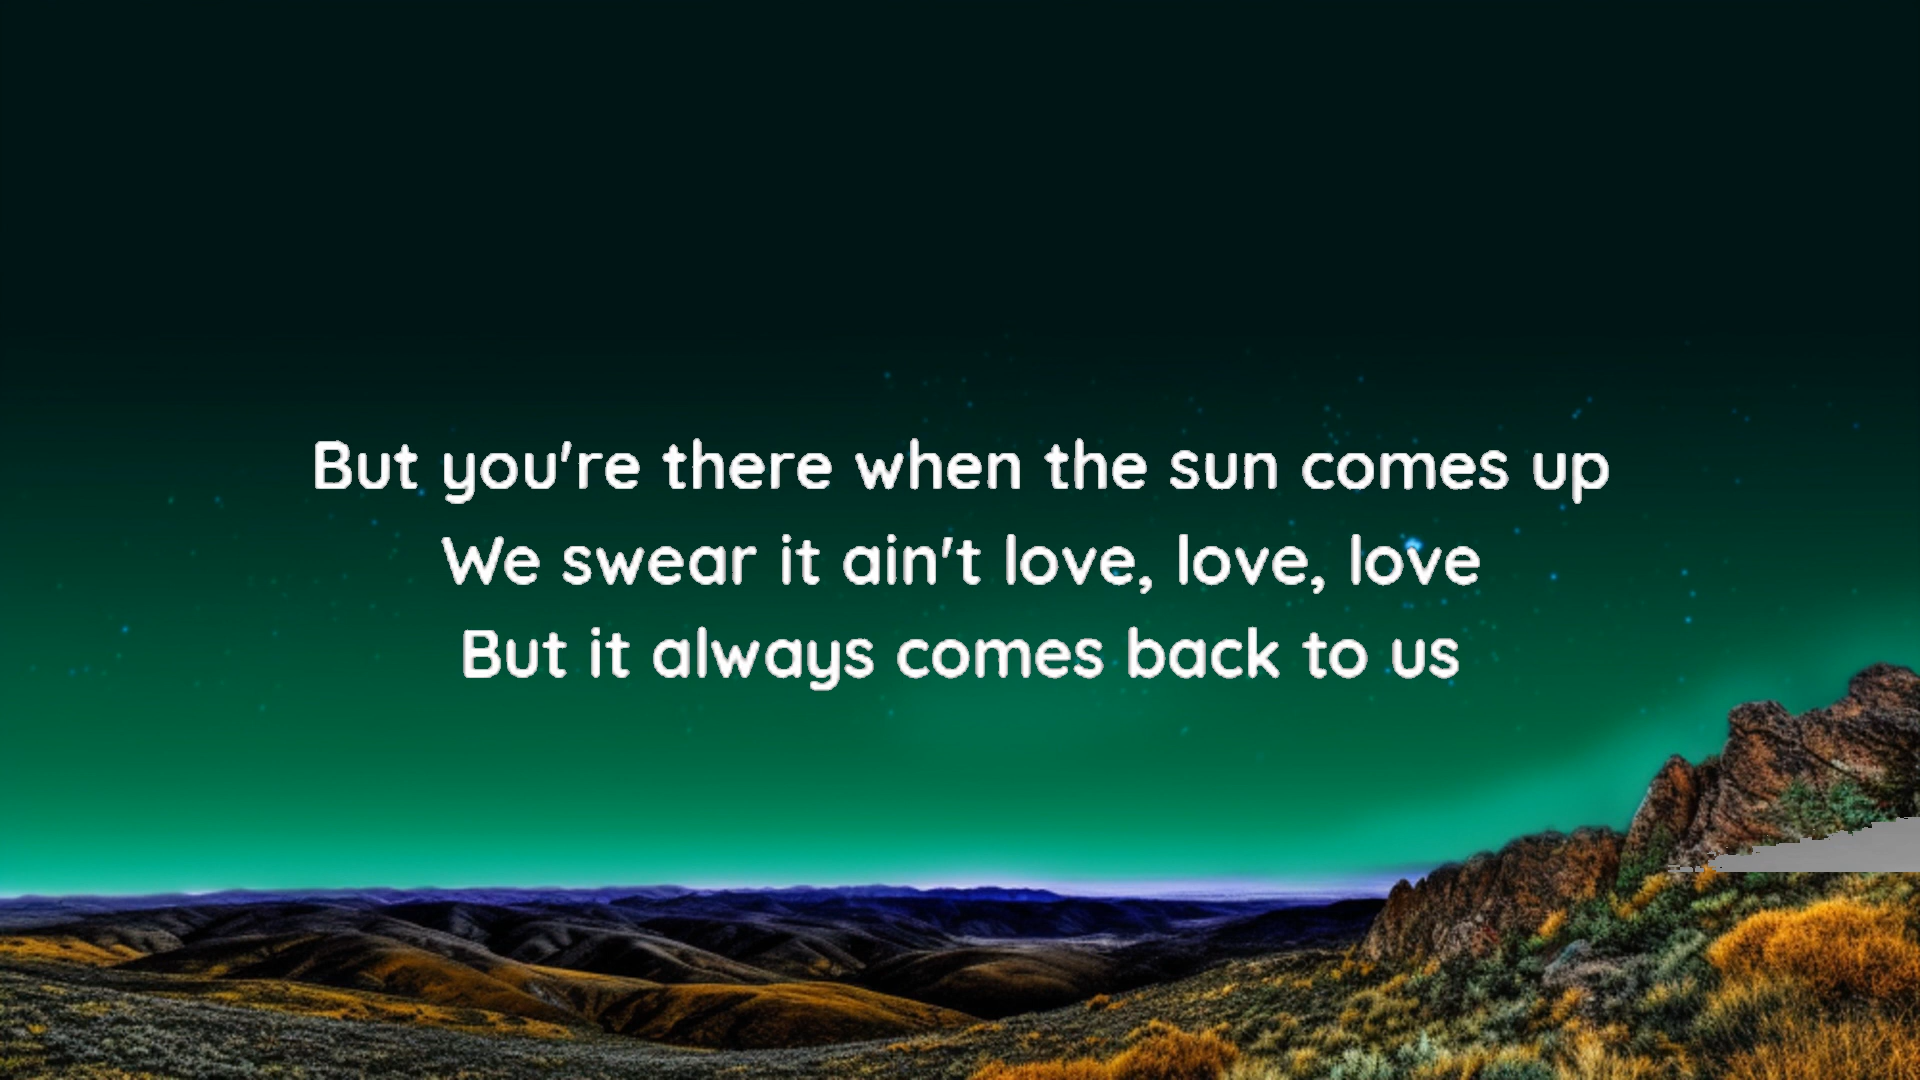 But you're there when the sun comes up
We swear it ain't love, love, love
But it always comes back to us